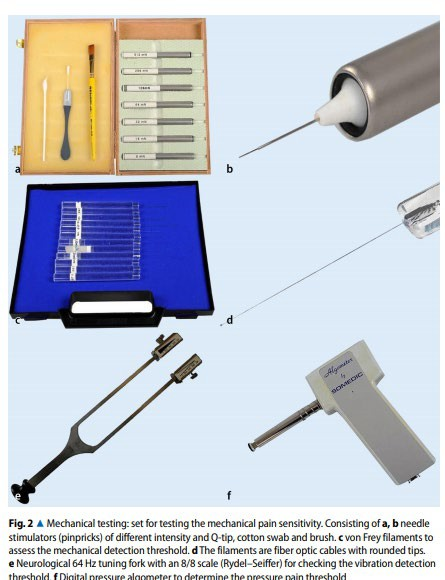 a
b
c
d
e
f
Algometer
by
SOMEDIC
Fig. 2 ▲ Mechanical testing: set for testing the mechanical pain sensitivity. Consisting of a, b needle
stimulators (pinpricks) of different intensity and Q-tip, cotton swab and brush. c von Frey filaments to
assess the mechanical detection threshold. d The filaments are fiber optic cables with rounded tips.
e Neurological 64 Hz tuning fork with an 8/8 scale (Rydel–Seiffer) for checking the vibration detection
threshold. f Digital pressure algometer to determine the pressure pain threshold